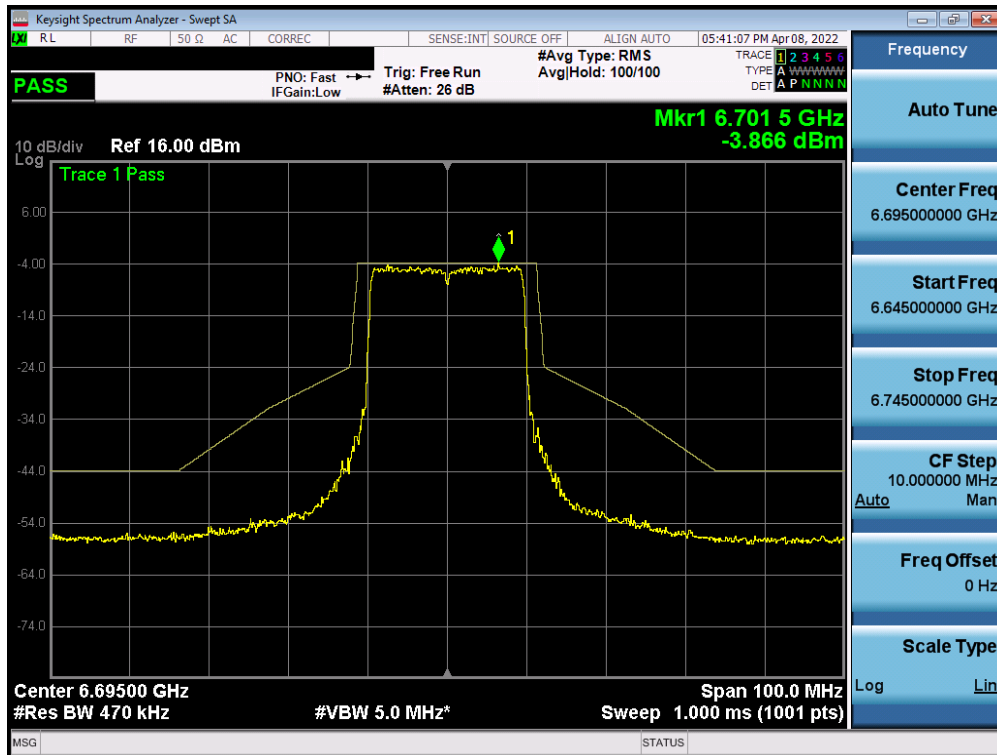 Keysight Spectrum Analyzer - Swept SA
LXI RL RF 50 Ω AC CORREC SENSE:INT SOURCE OFF ALIGN AUTO 05:41:07 PM Apr 08, 2022
PASS
PNO: Fast
IFGain:Low
Trig: Free Run
#Atten: 26 dB
#Avg Type: RMS
Avg|Hold: 100/100
TRACE 1 2 3 4 5 6
TYPE A WWWWW
DET A P N N N N
Mkr1 6.701 5 GHz
-3.866 dBm
10 dB/div Ref 16.00 dBm
Log
Trace 1 Pass
1
6.00
-4.00
-14.0
-24.0
-34.0
-44.0
-54.0
-64.0
-74.0
Center 6.69500 GHz Span 100.0 MHz
#Res BW 470 kHz #VBW 5.0 MHz* Sweep 1.000 ms (1001 pts)
MSG STATUS
Frequency
Auto Tune
Center Freq
6.695000000 GHz
Start Freq
6.645000000 GHz
Stop Freq
6.745000000 GHz
CF Step
10.000000 MHz
Auto Man
Freq Offset
0 Hz
Scale Type
Log Lin